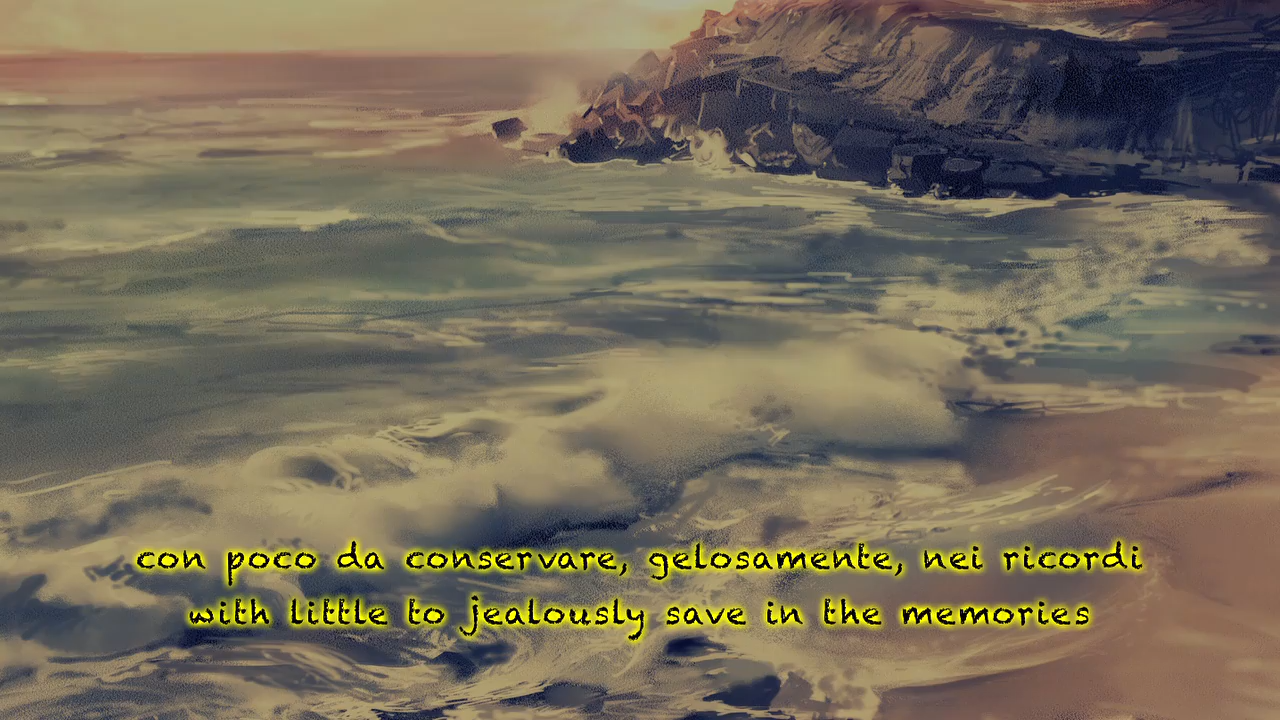 con poco da conservare, gelosamente, nei ricordi
with little to jealously save in the memories